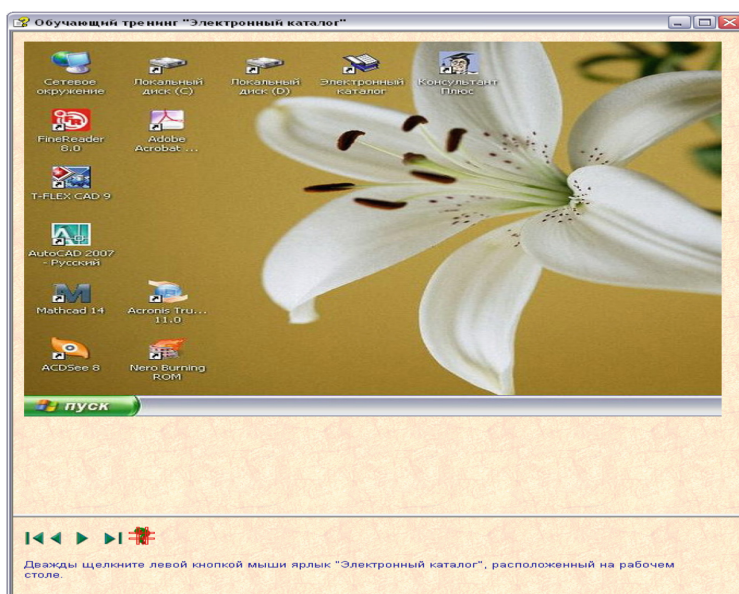 Обучающий тренинг "Электронный каталог"
Сетевое
окружение
Локальный
диск (C)
Локальный
диск (D)
Электронный
каталог
Консультант
Плюс
FineReader
8.0
Adobe
Acrobat ...
T-FLEX CAD 9
AutoCAD 2007
- Русский
Mathcad 14
Acronis Tru...
11.0
ACDSee 8
Nero Burning
ROM
пуск
Дважды щелкните левой кнопкой мыши ярлык "Электронный каталог", расположенный на рабочем
столе.